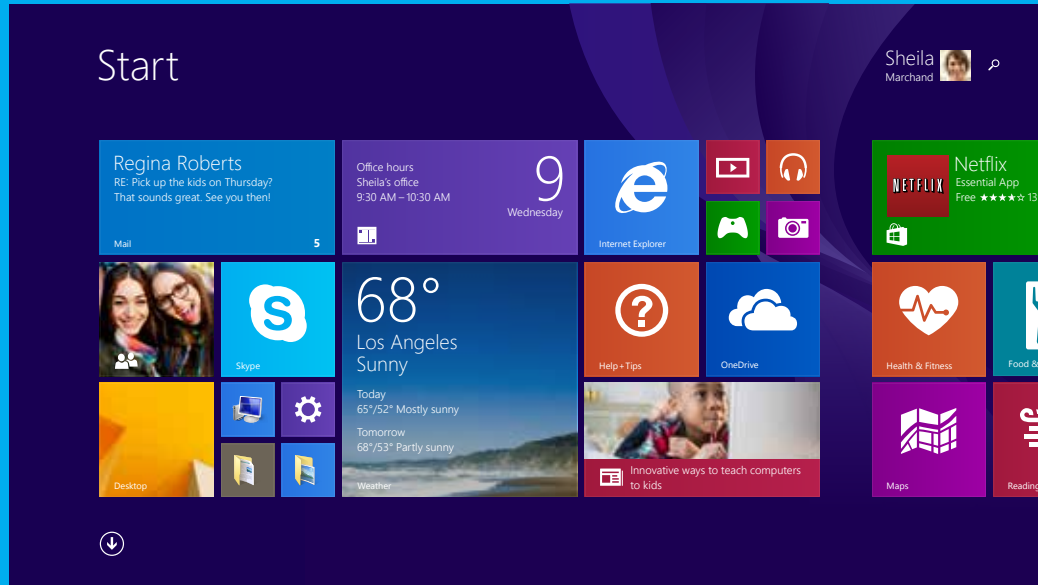 Start
Sheila
Marchand
Regina Roberts
RE: Pick up the kids on Thursday?
That sounds great. See you then!
Mail
5
Office hours
Sheila's office
9:30 AM – 10:30 AM
9
Wednesday
Internet Explorer
NETFLIX
Netflix
Essential App
Free ★★★★☆ 13
Skype
68°
Los Angeles
Sunny
Today
65°/52° Mostly sunny
Tomorrow
68°/53° Partly sunny
Weather
Help+Tips
OneDrive
Health & Fitness
Food &
Desktop
Innovative ways to teach computers
to kids
Maps
Reading